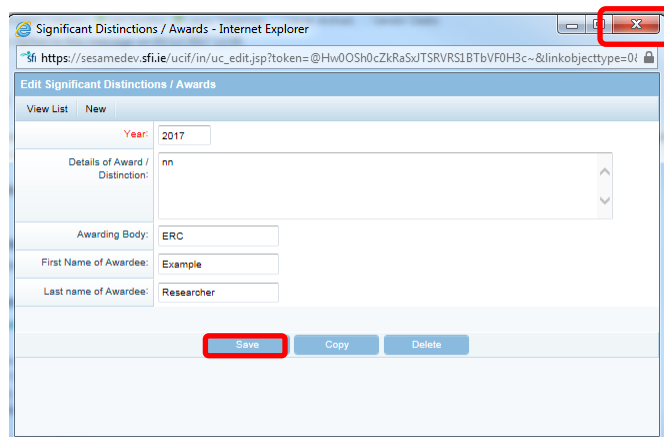 Significant Distinctions / Awards - Internet Explorer
sfi https://sesamedev.sfi.ie/ucif/in/uc_edit.jsp?token=@Hw0OSh0cZkRaSxJTSRVRS1BTbVF0H3c~&linkobjecttype=0&
Edit Significant Distinctions / Awards
View List New
Year: 2017
Details of Award / Distinction: nn
Awarding Body: ERC
First Name of Awardee: Example
Last name of Awardee: Researcher
Save Copy Delete